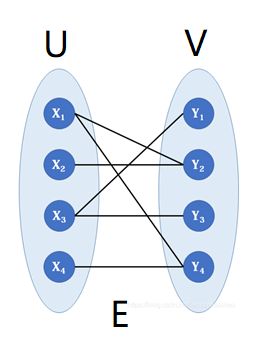 U V
X₁ Y₁
X₂ Y₂
X₃ Y₃
X₄ Y₄
E